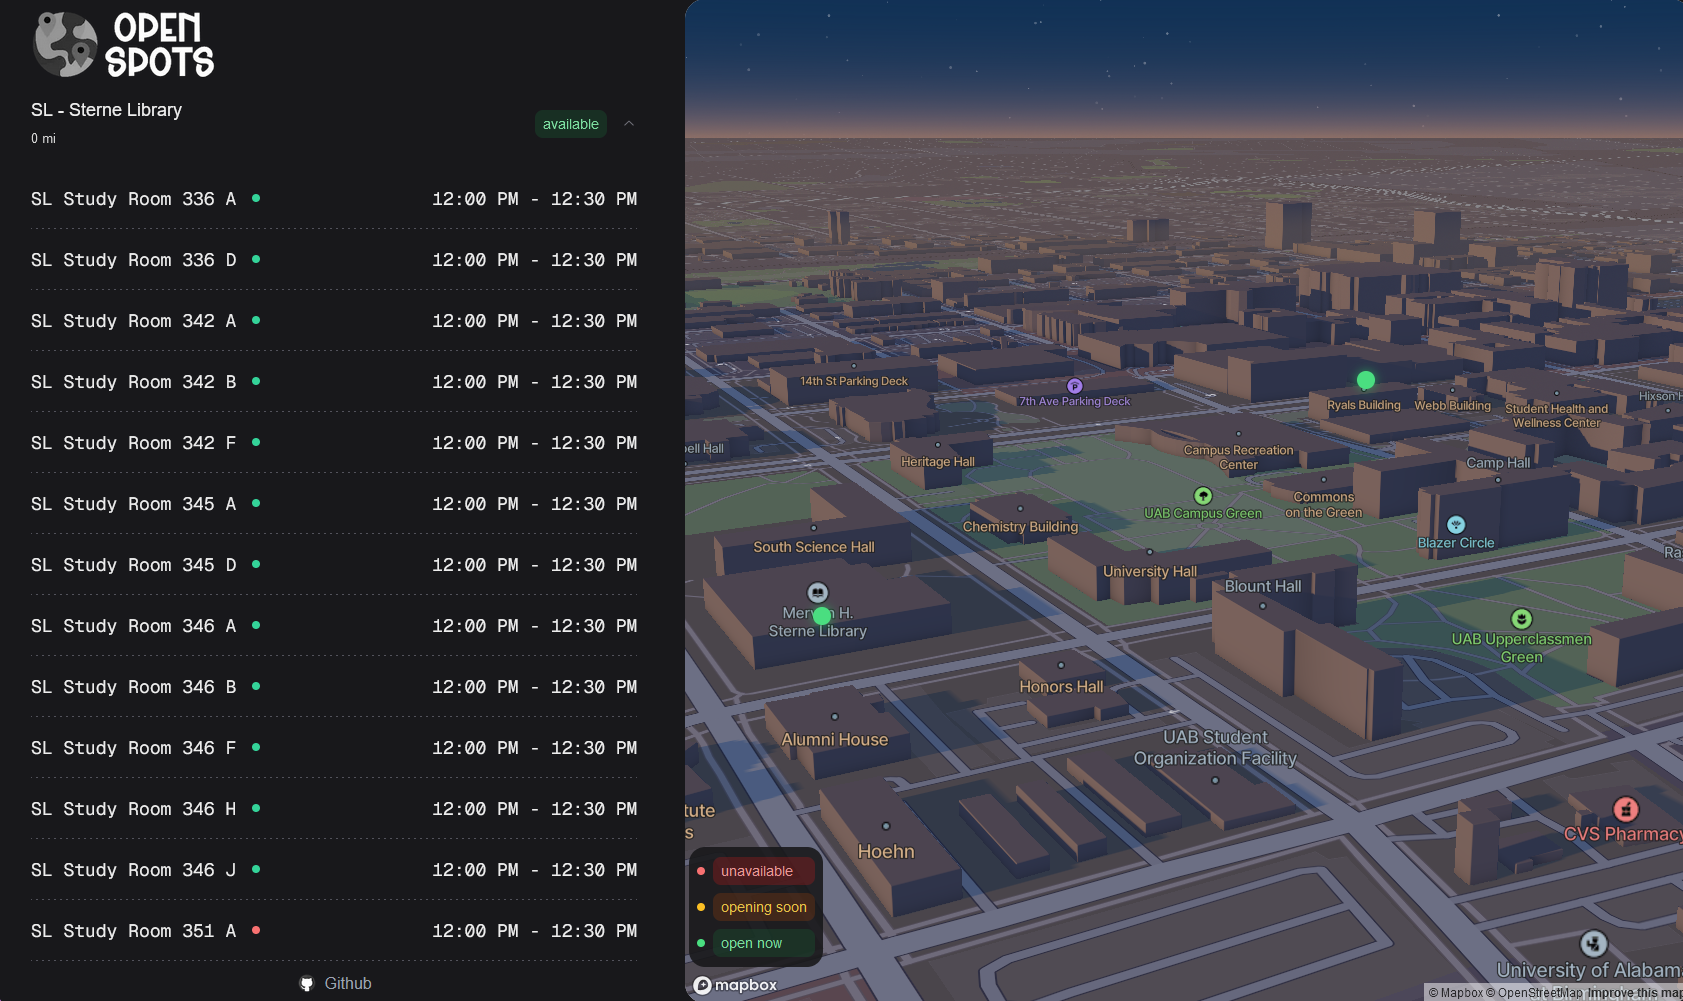 OPEN
SPOTS
SL - Sterne Library
0 mi
available
SL Study Room 336 A 12:00 PM - 12:30 PM
SL Study Room 336 D 12:00 PM - 12:30 PM
SL Study Room 342 A 12:00 PM - 12:30 PM
SL Study Room 342 B 12:00 PM - 12:30 PM
SL Study Room 342 F 12:00 PM - 12:30 PM
SL Study Room 345 A 12:00 PM - 12:30 PM
SL Study Room 345 D 12:00 PM - 12:30 PM
SL Study Room 346 A 12:00 PM - 12:30 PM
SL Study Room 346 B 12:00 PM - 12:30 PM
SL Study Room 346 F 12:00 PM - 12:30 PM
SL Study Room 346 H 12:00 PM - 12:30 PM
SL Study Room 346 J 12:00 PM - 12:30 PM
SL Study Room 351 A 12:00 PM - 12:30 PM
Github
14th St Parking Deck
P
7th Ave Parking Deck
Ryals Building
Webb Building
Student Health and
Wellness Center
Hixson H
ell Hall
Heritage Hall
Campus Recreation
Center
Camp Hall
UAB Campus Green
Commons
on the Green
Chemistry Building
South Science Hall
Blazer Circle
Ra
University Hall
Blount Hall
H.
Sterne Library
UAB Upperclassmen
Green
Honors Hall
Alumni House
UAB Student
Organization Facility
tute
s
Hoehn
CVS Pharmacy
unavailable
opening soon
open now
University of Alabam
mapbox
© Mapbox © OpenStreetMap Improve this map